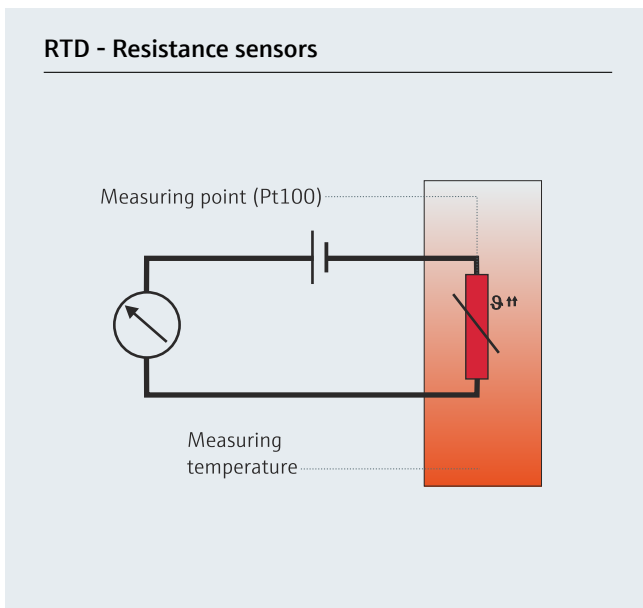 RTD - Resistance sensors
Measuring point (Pt100)
ϑ ⇈
Measuring
temperature